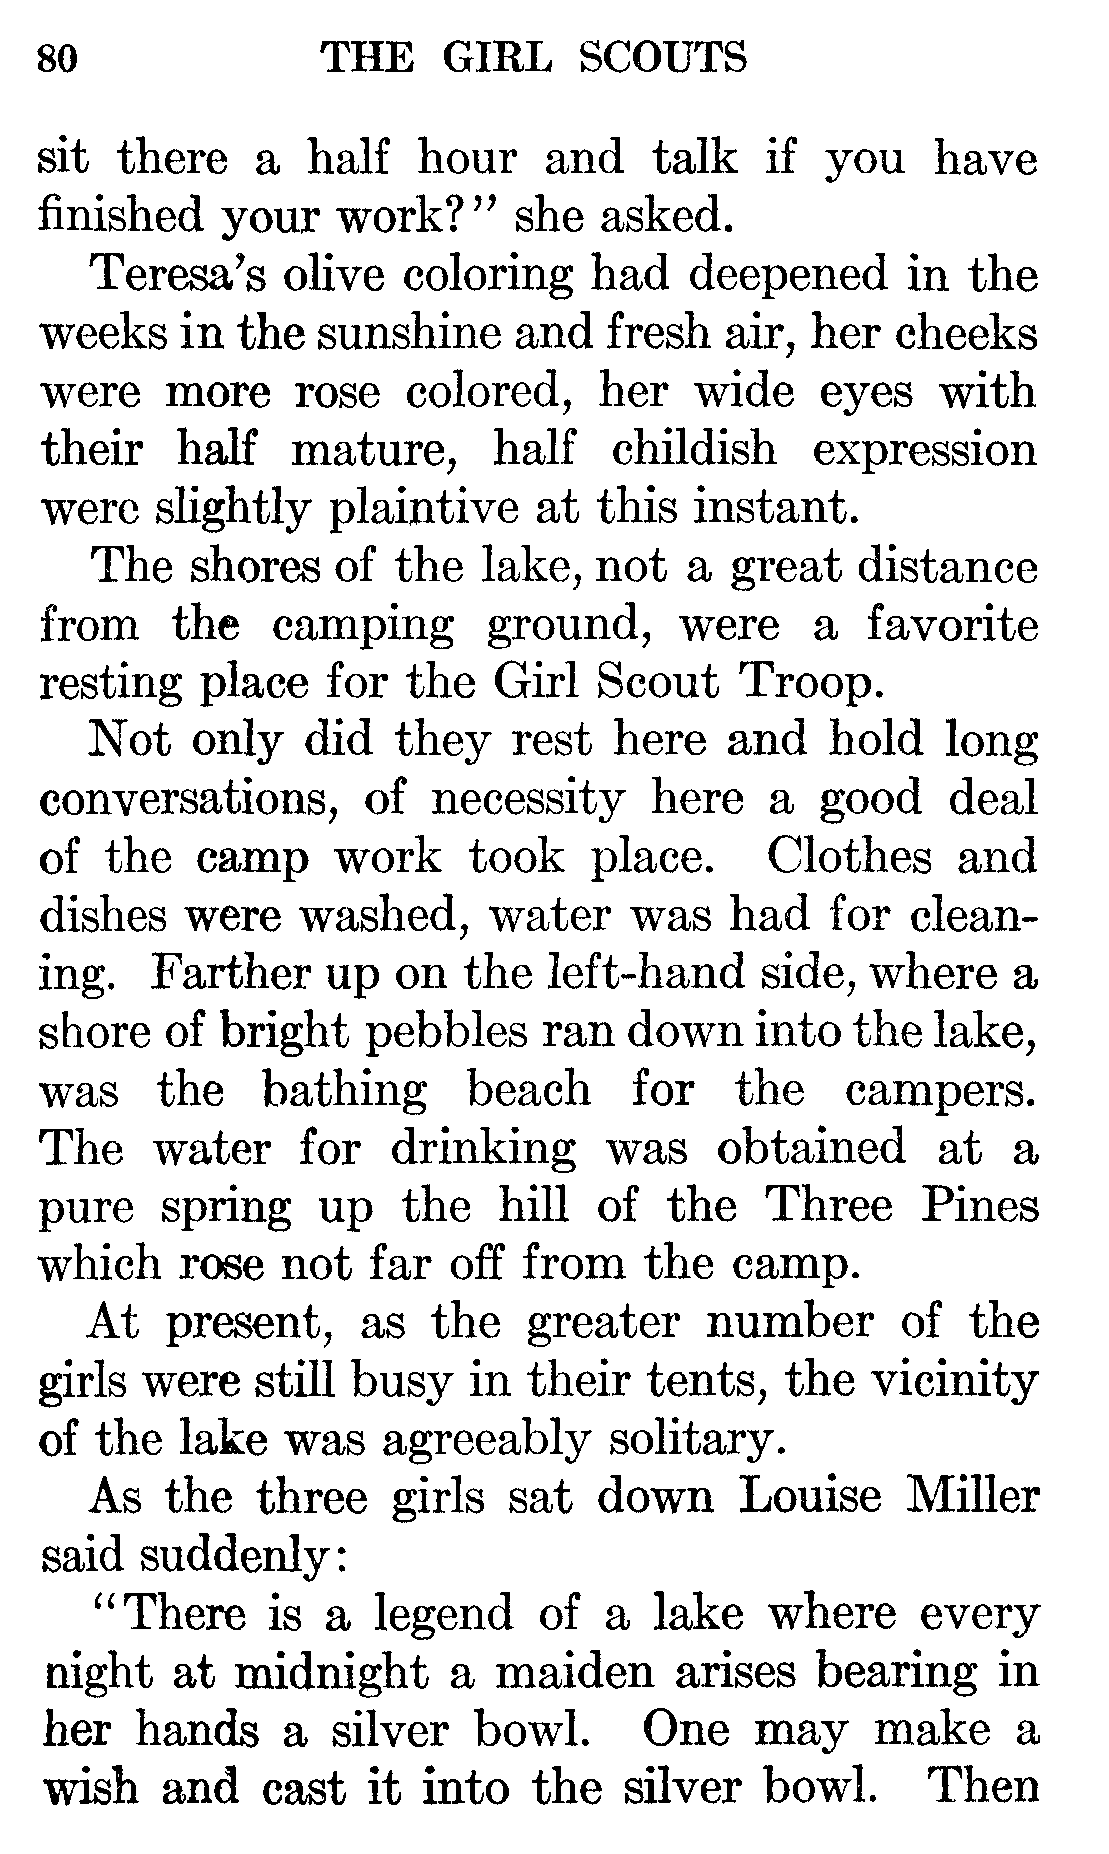 80 THE GIRL SCOUTS
sit there a half hour and talk if you have
finished your work?" she asked.
Teresa's olive coloring had deepened in the
weeks in the sunshine and fresh air, her cheeks
were more rose colored, her wide eyes with
their half mature, half childish expression
were slightly plaintive at this instant.
The shores of the lake, not a great distance
from the camping ground, were a favorite
resting place for the Girl Scout Troop.
Not only did they rest here and hold long
conversations, of necessity here a good deal
of the camp work took place. Clothes and
dishes were washed, water was had for clean-
ing. Farther up on the left-hand side, where a
shore of bright pebbles ran down into the lake,
was the bathing beach for the campers.
The water for drinking was obtained at a
pure spring up the hill of the Three Pines
which rose not far off from the camp.
At present, as the greater number of the
girls were still busy in their tents, the vicinity
of the lake was agreeably solitary.
As the three girls sat down Louise Miller
said suddenly:
"There is a legend of a lake where every
night at midnight a maiden arises bearing in
her hands a silver bowl. One may make a
wish and cast it into the silver bowl. Then